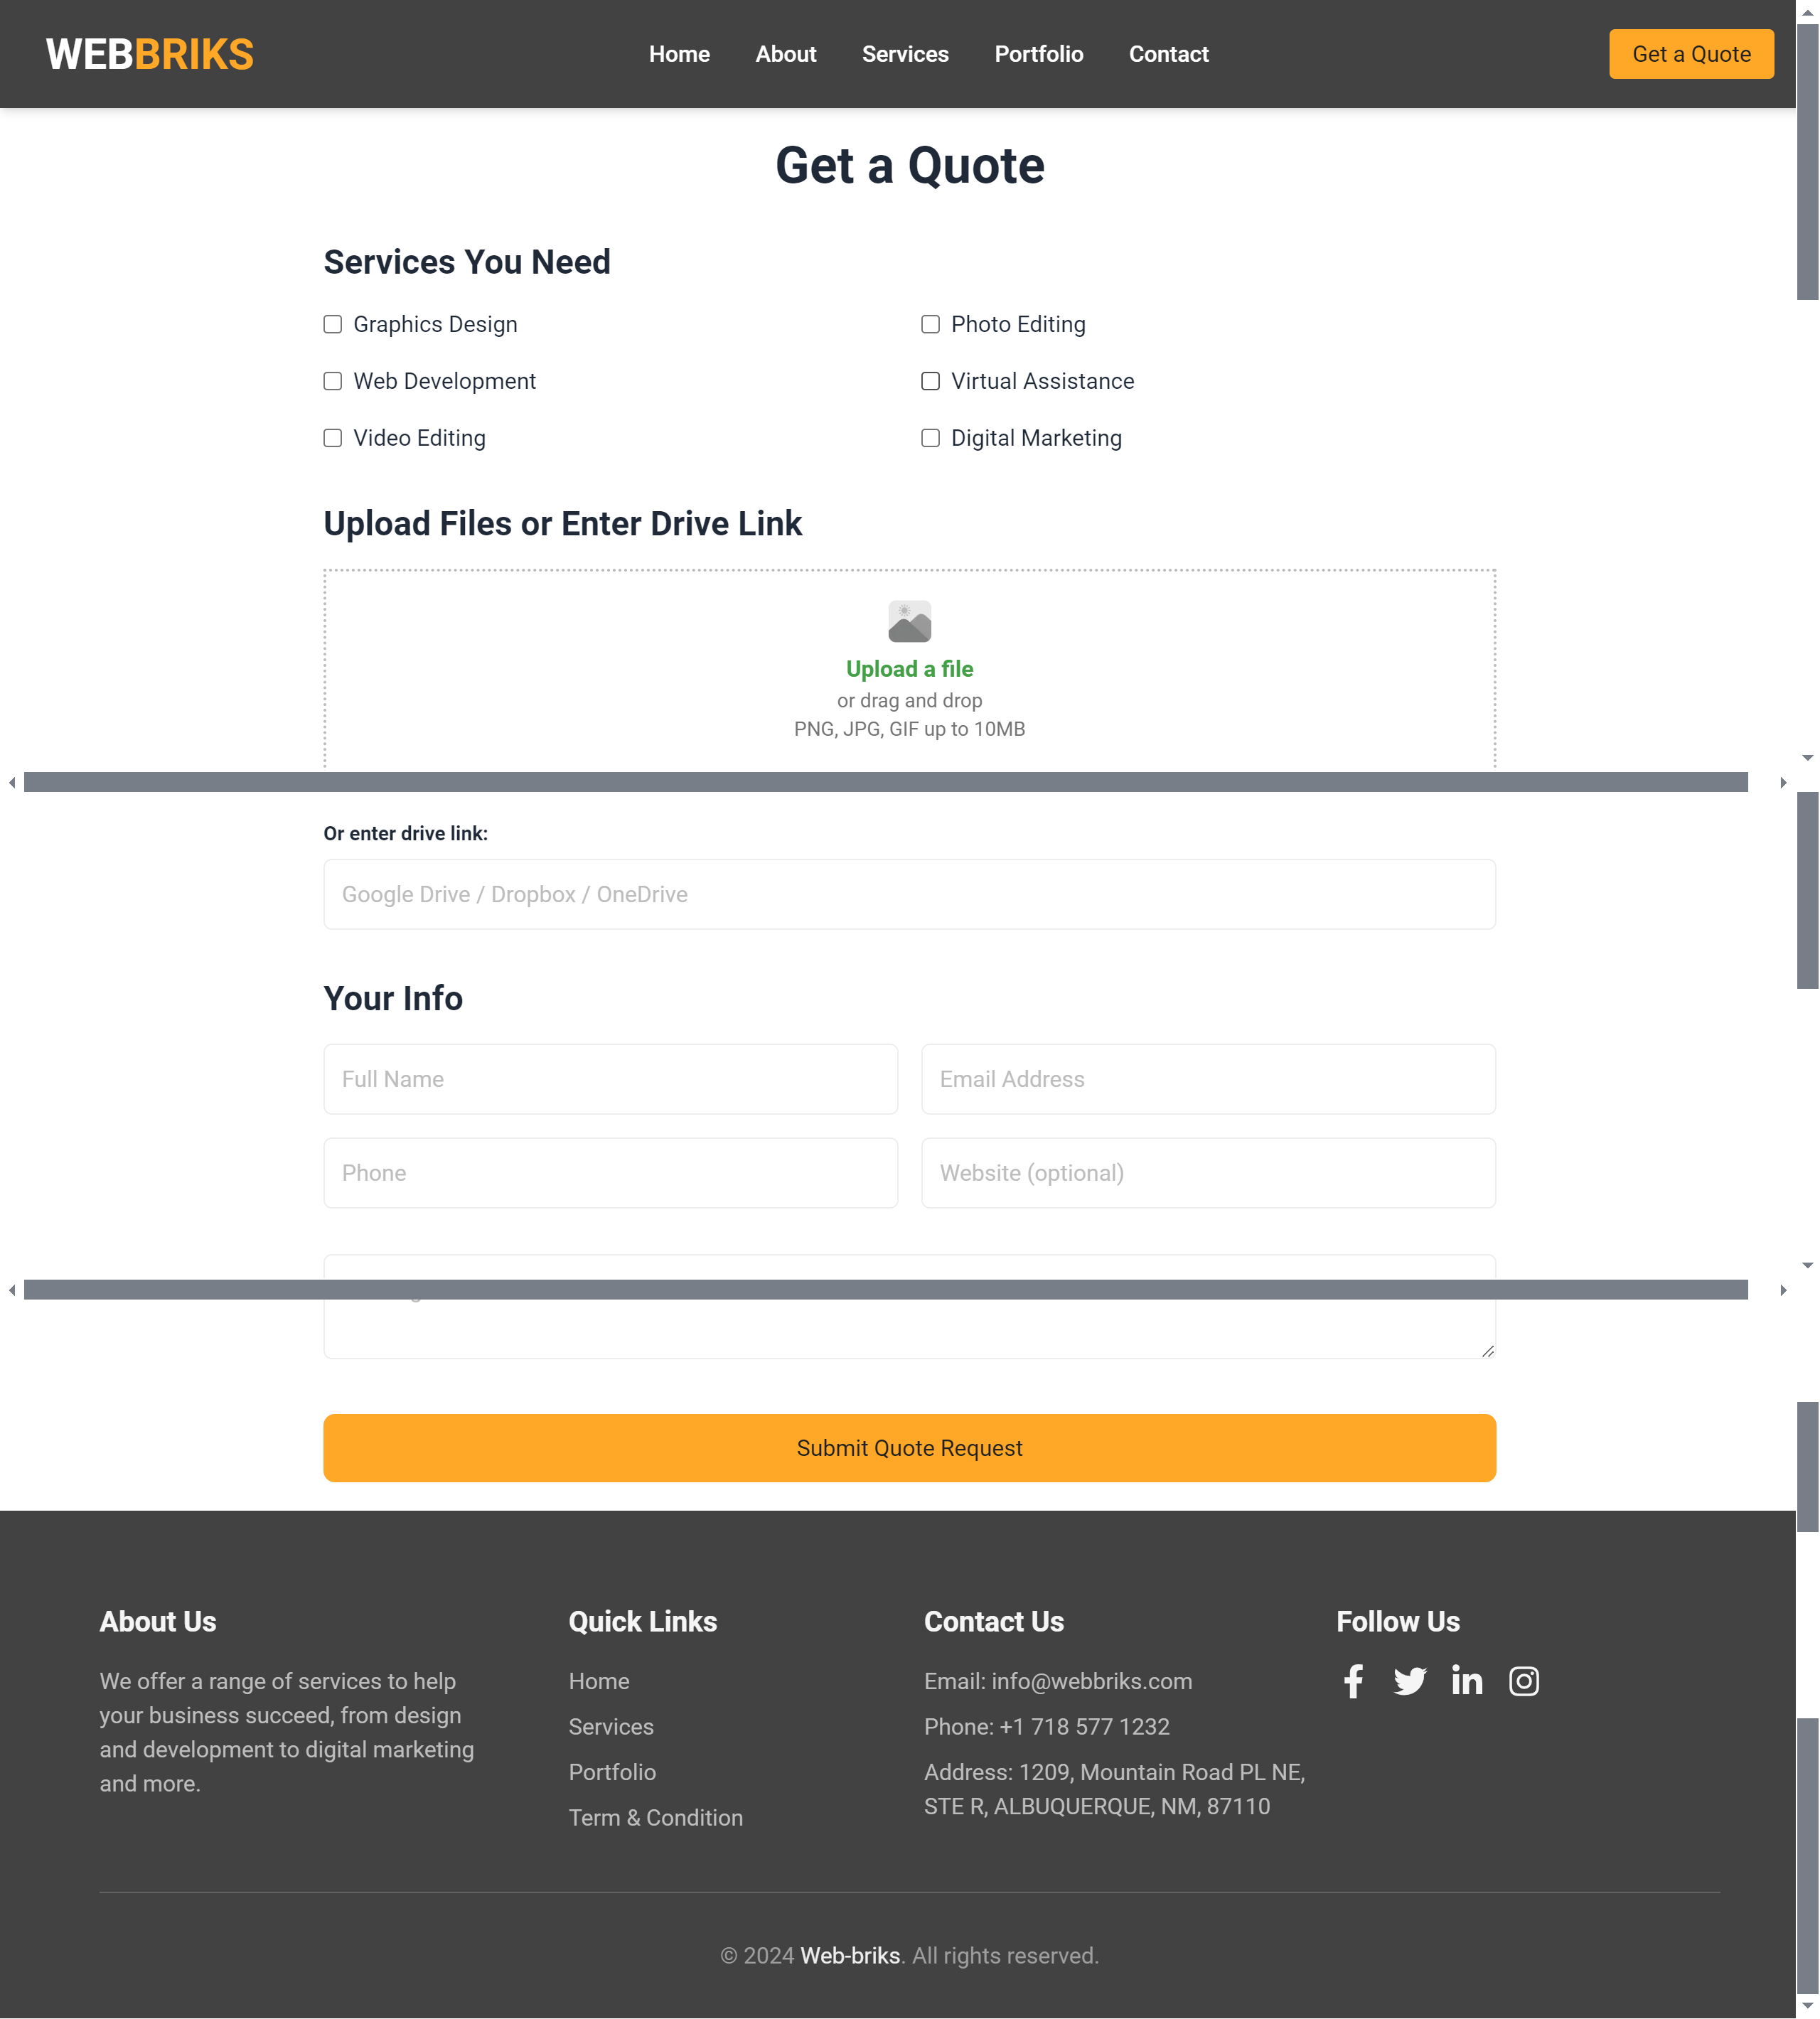 WEBBRIKS
Home
About
Services
Portfolio
Contact
Get a Quote
Get a Quote
Services You Need
Graphics Design
Photo Editing
Web Development
Virtual Assistance
Video Editing
Digital Marketing
Upload Files or Enter Drive Link
Upload a file
or drag and drop
PNG, JPG, GIF up to 10MB
Or enter drive link:
Google Drive / Dropbox / OneDrive
Your Info
Full Name
Email Address
Phone
Website (optional)
Submit Quote Request
About Us
We offer a range of services to help
your business succeed, from design
and development to digital marketing
and more.
Quick Links
Home
Services
Portfolio
Term & Condition
Contact Us
Email: info@webbriks.com
Phone: +1 718 577 1232
Address: 1209, Mountain Road PL NE,
STE R, ALBUQUERQUE, NM, 87110
Follow Us
© 2024 Web-briks. All rights reserved.